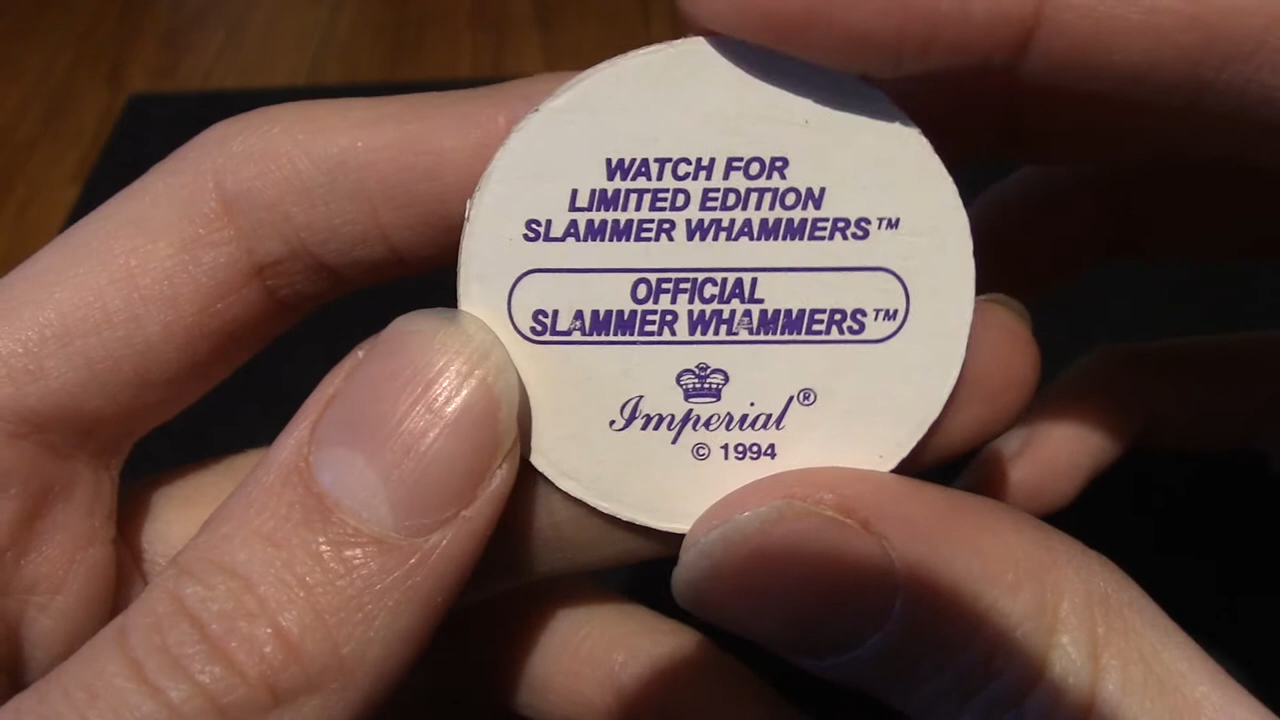 WATCH FOR
LIMITED EDITION
SLAMMER WHAMMERS™
OFFICIAL
SLAMMER WHAMMERS™
Imperial®
© 1994